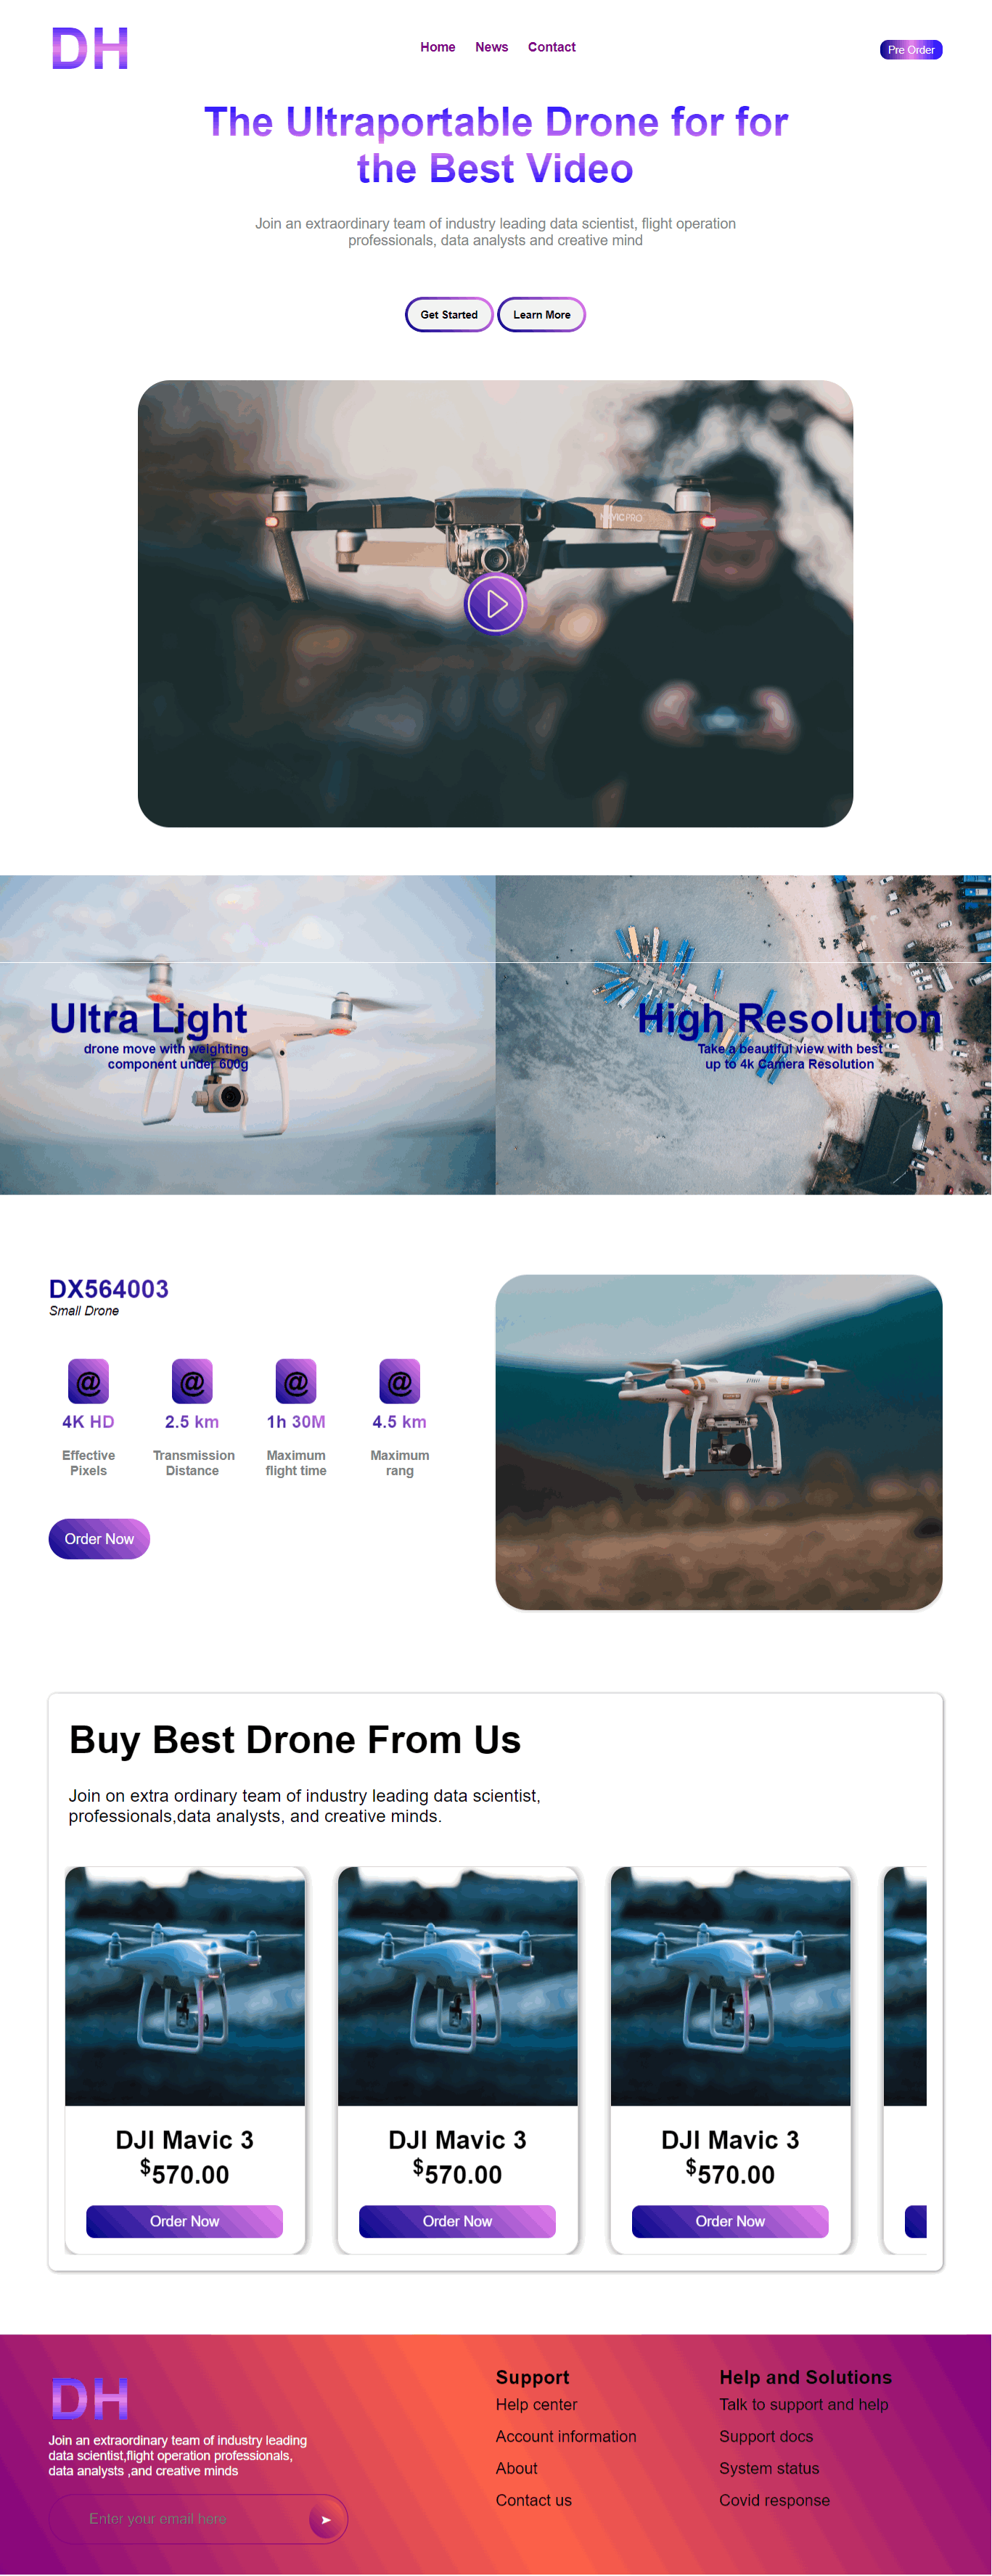 DH
Home News Contact
Pre Order
The Ultraportable Drone for for
the Best Video
Join an extraordinary team of industry leading data scientist, flight operation
professionals, data analysts and creative mind
Get Started Learn More
Ultra Light
drone move with weighting
component under 600g
High Resolution
Take a beautiful view with best
up to 4k Camera Resolution
DX564003
Small Drone
@ @ @ @
4K HD 2.5 km 1h 30M 4.5 km
Effective Transmission Maximum Maximum
Pixels Distance flight time rang
Order Now
Buy Best Drone From Us
Join on extra ordinary team of industry leading data scientist,
professionals,data analysts, and creative minds.
DJI Mavic 3 DJI Mavic 3 DJI Mavic 3
$570.00 $570.00 $570.00
Order Now Order Now Order Now
DH
Join an extraordinary team of industry leading
data scientist,flight operation professionals,
data analysts ,and creative minds
Enter your email here
Support
Help center
Account information
About
Contact us
Help and Solutions
Talk to support and help
Support docs
System status
Covid response